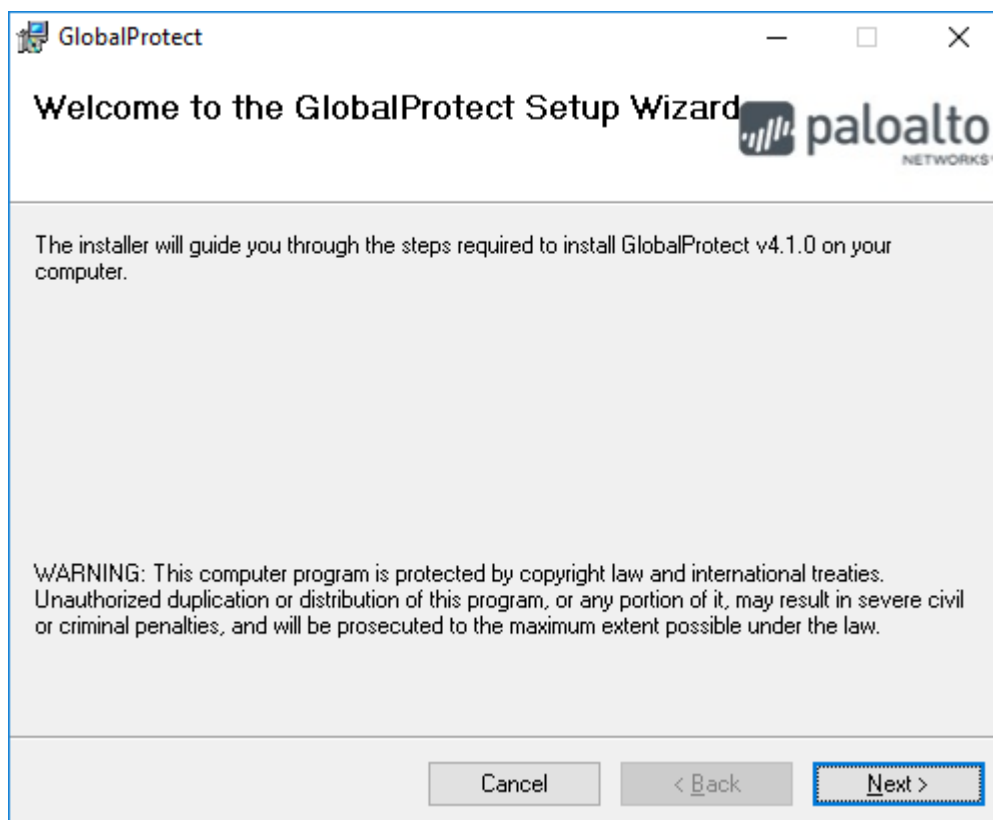 GlobalProtect
Welcome to the GlobalProtect Setup Wizard
paloalto
NETWORKS
The installer will guide you through the steps required to install GlobalProtect v4.1.0 on your
computer.
WARNING: This computer program is protected by copyright law and international treaties.
Unauthorized duplication or distribution of this program, or any portion of it, may result in severe civil
or criminal penalties, and will be prosecuted to the maximum extent possible under the law.
Cancel < Back Next >